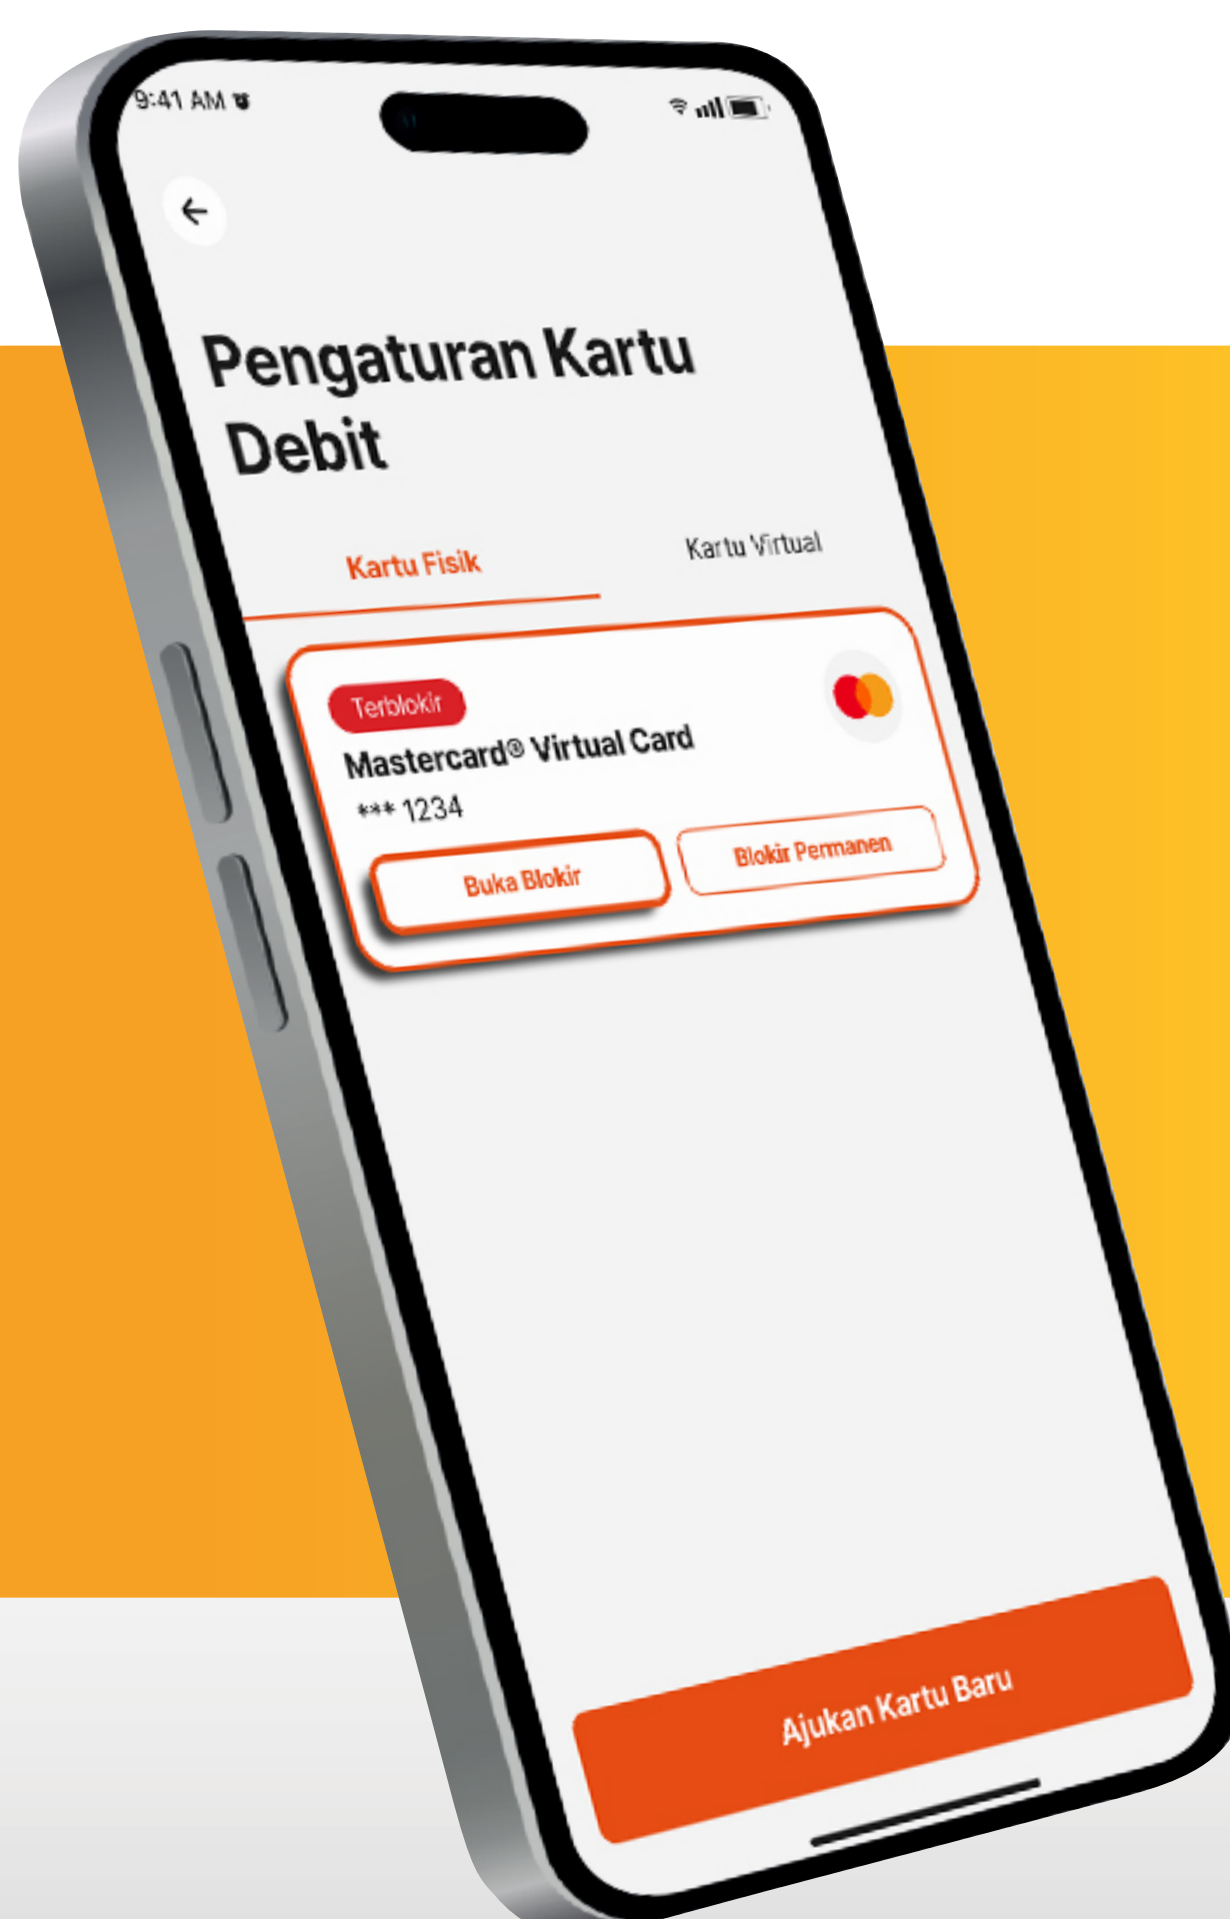 9:41 AM
Pengaturan Kartu
Debit
Kartu Fisik
Kartu Virtual
Terblokir
Mastercard® Virtual Card
*** 1234
Buka Blokir
Blokir Permanen
Ajukan Kartu Baru